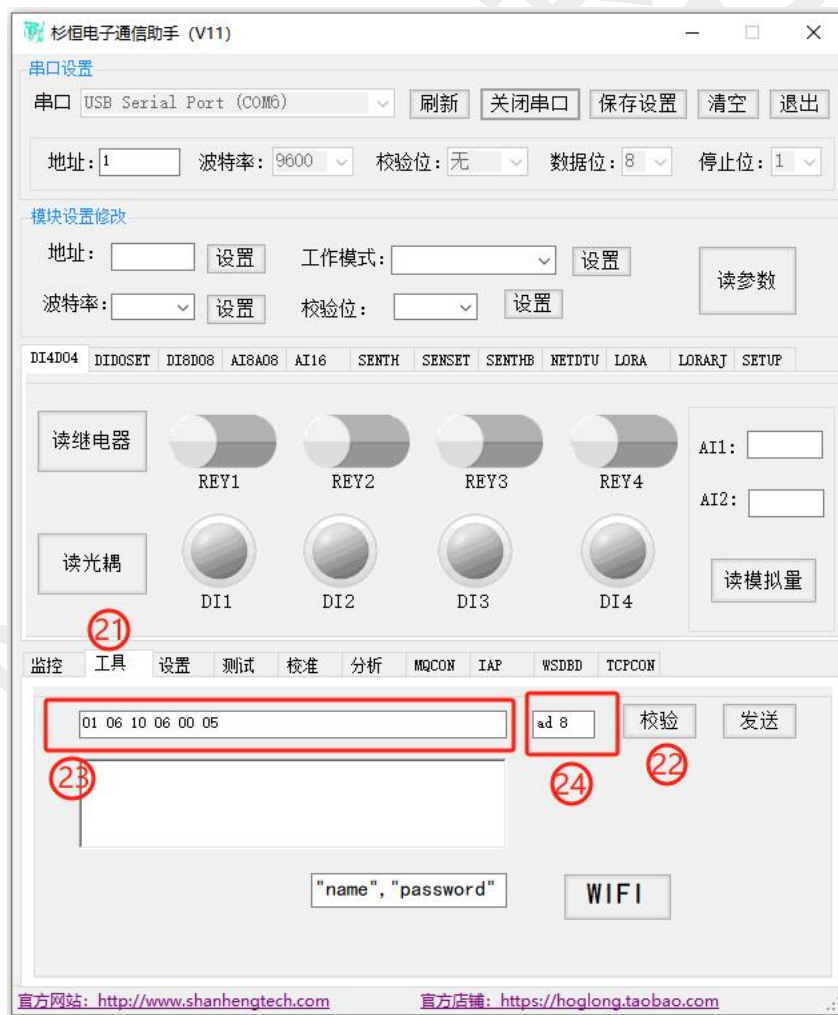 杉恒电子通信助手 (V11)
串口设置
串口 USB Serial Port (COM6) 刷新 关闭串口 保存设置 清空 退出
地址: 1 波特率: 9600 校验位: 无 数据位: 8 停止位: 1
模块设置修改
地址: 设置 工作模式: 设置 读参数
波特率: 设置 校验位: 设置
DI4DO4 DIDOSET DI8DO8 AI8AO8 AI16 SENTH SENSET SENTHB NETDTU LORA LORARJ SETUP
读继电器 AI1:
REY1 REY2 REY3 REY4
AI2:
读光耦 读模拟量
DI1 DI2 DI3 DI4
21
监控 工具 设置 测试 校准 分析 MQCON IAP WSDBD TCPCON
01 06 10 06 00 05 ad 8 校验 发送
23 24 22
"name","password" WIFI
官方网站: http://www.shanhengtech.com 官方店铺: https://hoglong.taobao.com